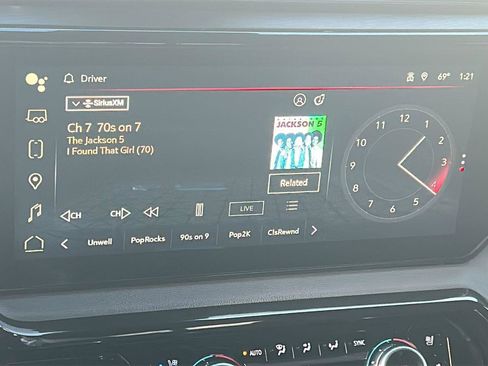 Driver
69° 1:21
SiriusXM
Ch 7 70s on 7
The Jackson 5
I Found That Girl (70)
JACKSON 5
Related
12
1
2
3
4
5
6
7
8
9
10
11
CH CH LIVE
Unwell PopRocks 90s on 9 Pop2K ClsRewnd
AUTO SYNC